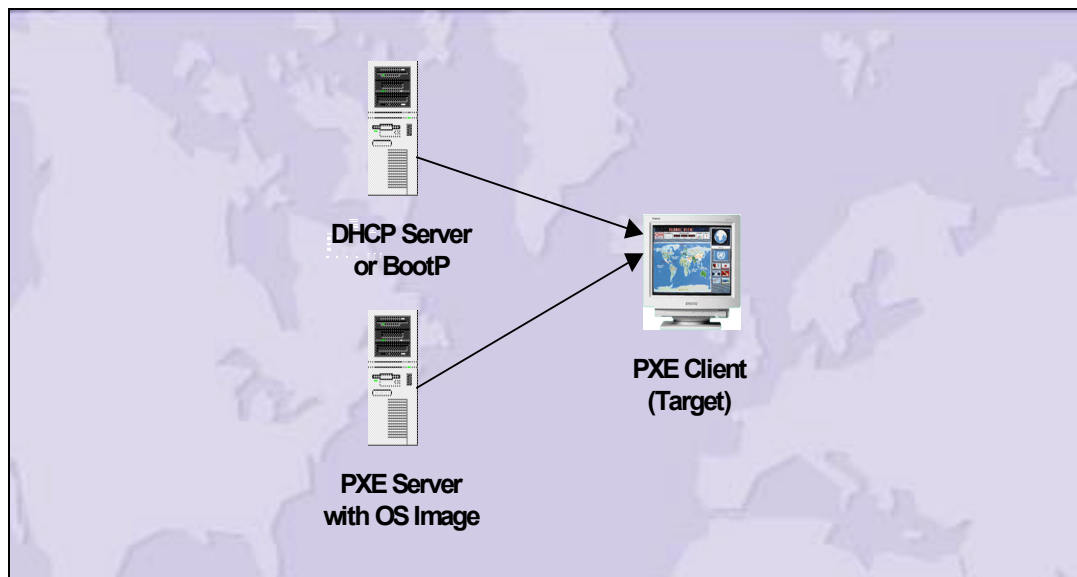 DHCP Server
or BootP
PXE Client
(Target)
PXE Server
with OS Image